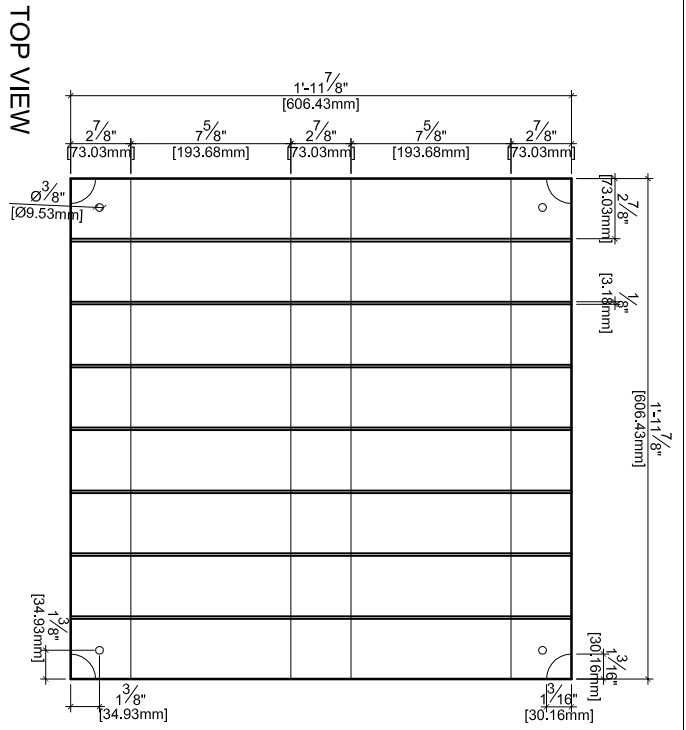 TOP VIEW
1'-11 7/8"
[606.43mm]
2 7/8"
[73.03mm]
7 5/8"
[193.68mm]
2 7/8"
[73.03mm]
7 5/8"
[193.68mm]
2 7/8"
[73.03mm]
Ø 3/8"
[Ø9.53mm]
2 7/8"
[73.03mm]
1/8"
[3.18mm]
1'-11 7/8"
[606.43mm]
1 3/8"
[34.93mm]
1 3/16"
[30.16mm]
1 3/8"
[34.93mm]
1 3/16"
[30.16mm]